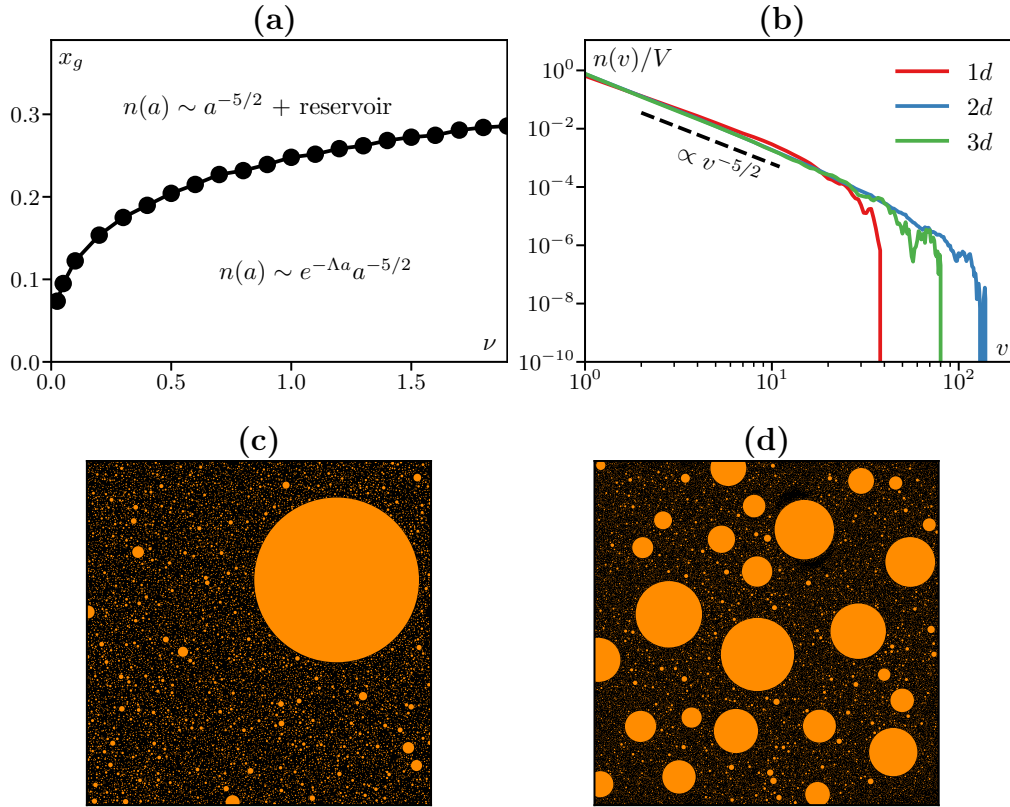 (a)
x_g
n(a) ∼ a^{-5/2} + reservoir
n(a) ∼ e^{-Λa}a^{-5/2}
0.3
0.2
0.1
0.0
ν
0.0 0.5 1.0 1.5
(b)
n(v)/V
1d
2d
3d
∝ v^{-5/2}
10^0
10^{-2}
10^{-4}
10^{-6}
10^{-8}
10^{-10}
v
10^0 10^1 10^2
(c)
(d)